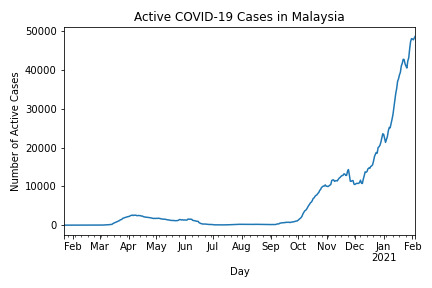 Active COVID-19 Cases in Malaysia
50000
40000
30000
20000
10000
0
Number of Active Cases
Feb Mar Apr May Jun Jul Aug Sep Oct Nov Dec Jan Feb
2021
Day